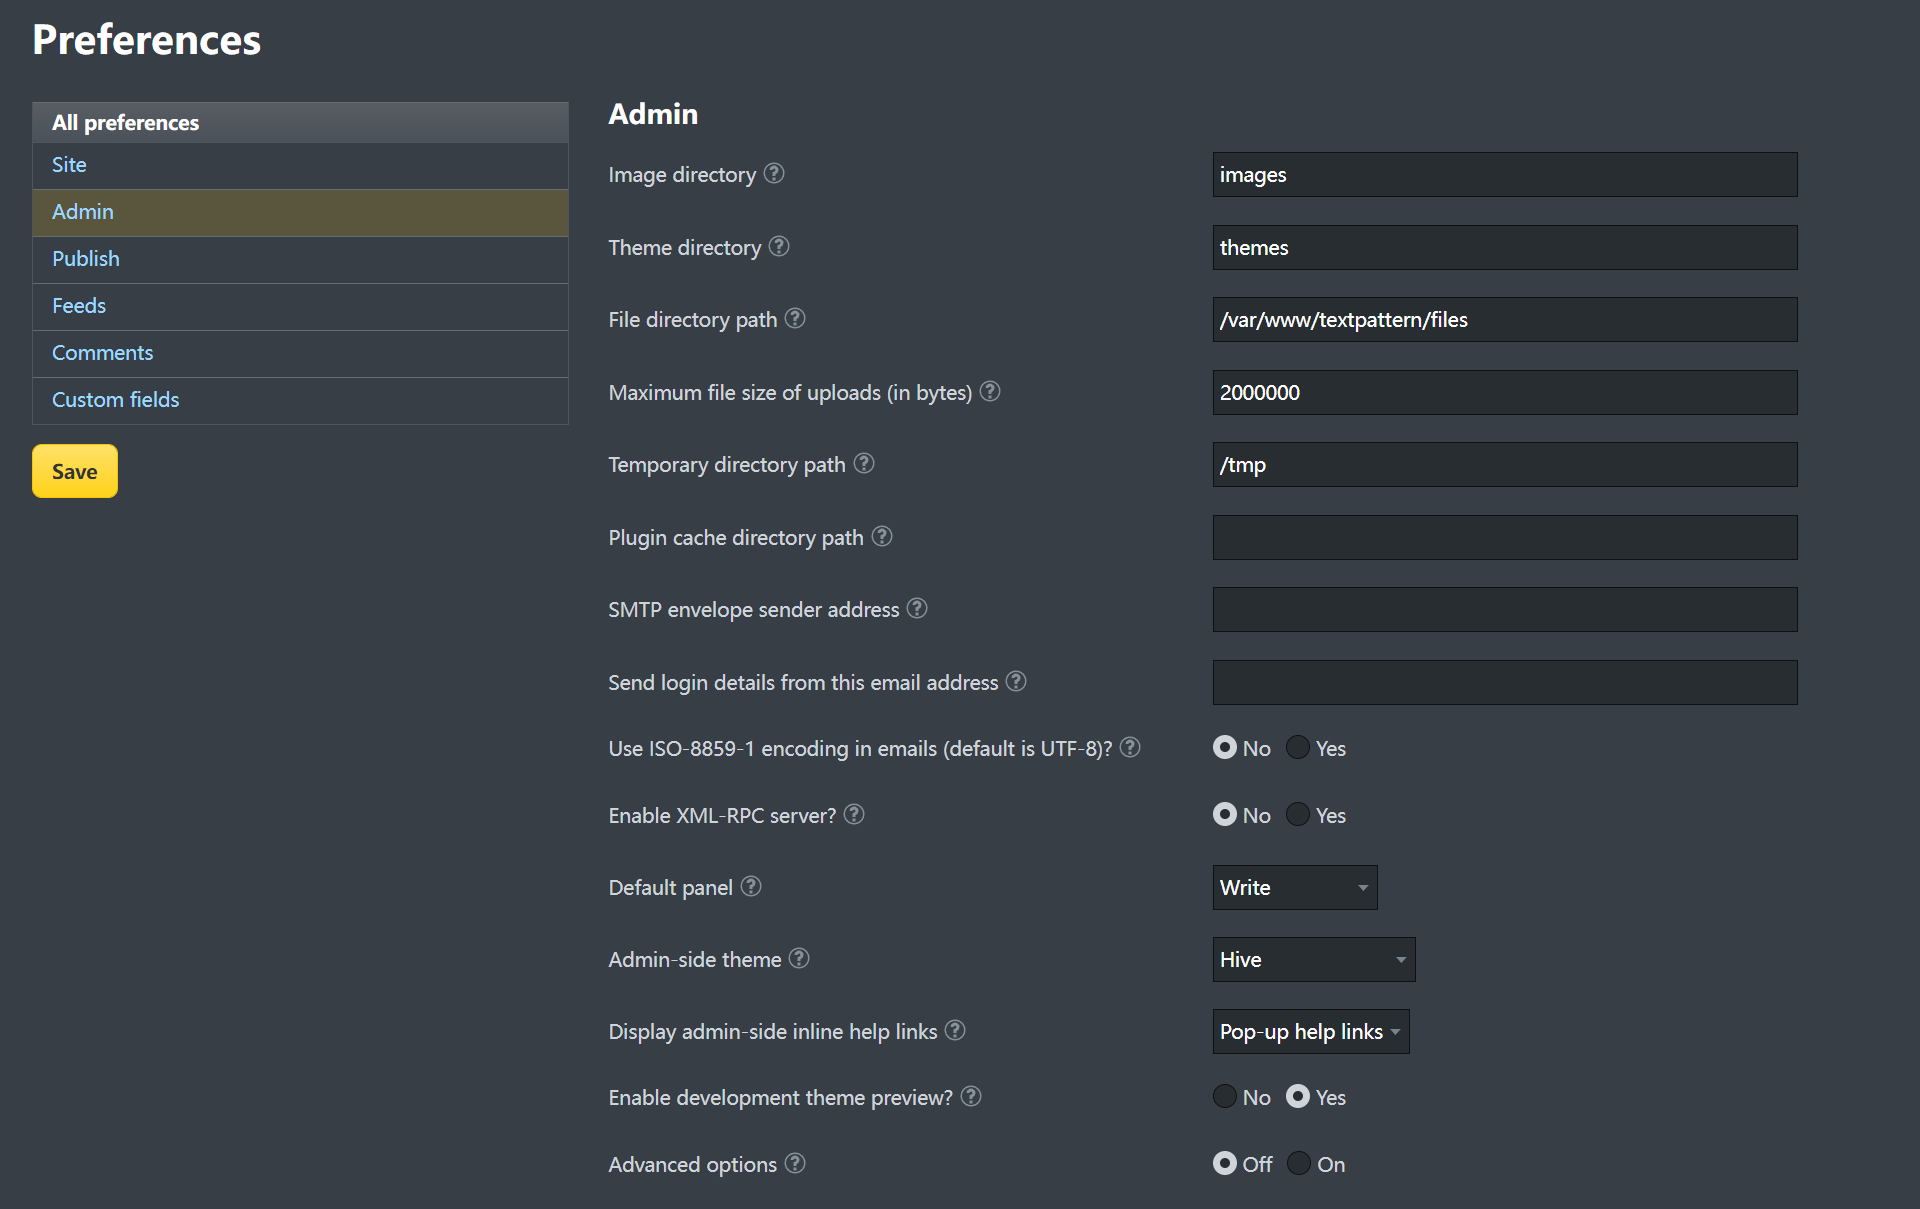 Preferences
All preferences
Site
Admin
Publish
Feeds
Comments
Custom fields
Save
Admin
Image directory ? images
Theme directory ? themes
File directory path ? /var/www/textpattern/files
Maximum file size of uploads (in bytes) ? 2000000
Temporary directory path ? /tmp
Plugin cache directory path ?
SMTP envelope sender address ?
Send login details from this email address ?
Use ISO-8859-1 encoding in emails (default is UTF-8)? ? No Yes
Enable XML-RPC server? ? No Yes
Default panel ? Write
Admin-side theme ? Hive
Display admin-side inline help links ? Pop-up help links
Enable development theme preview? ? No Yes
Advanced options ? Off On